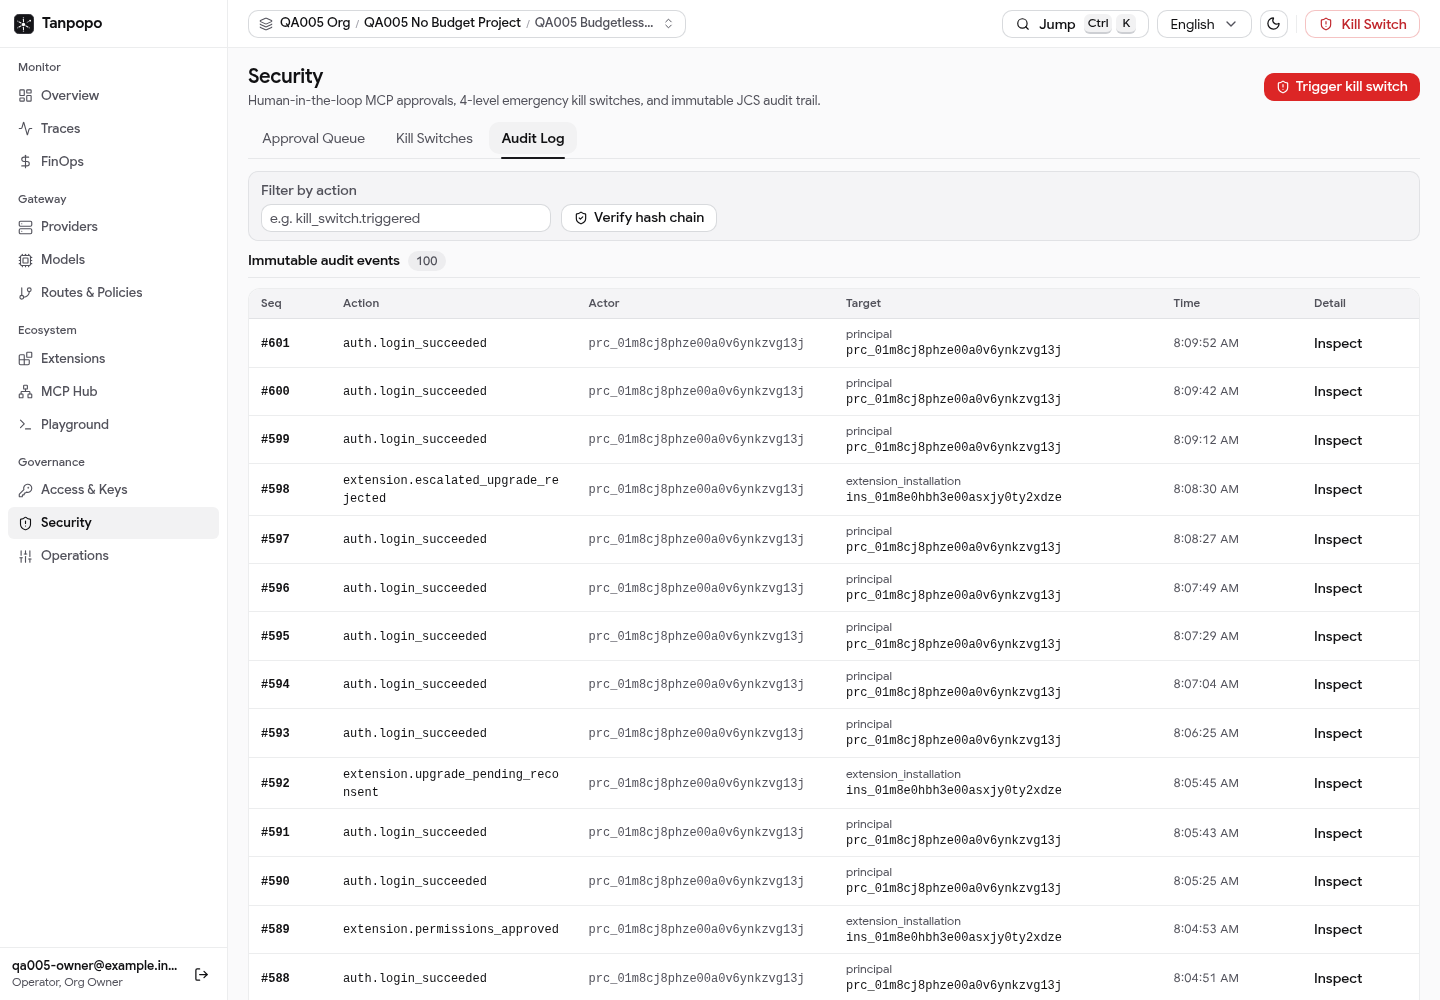 Tanpopo
QA005 Org / QA005 No Budget Project / QA005 Budgetless...
Jump Ctrl K
English
Kill Switch
Monitor
Overview
Traces
FinOps
Gateway
Providers
Models
Routes & Policies
Ecosystem
Extensions
MCP Hub
Playground
Governance
Access & Keys
Security
Operations
qa005-owner@example.in...
Operator, Org Owner
Security
Human-in-the-loop MCP approvals, 4-level emergency kill switches, and immutable JCS audit trail.
Trigger kill switch
Approval Queue Kill Switches Audit Log
Filter by action
e.g. kill_switch.triggered
Verify hash chain
Immutable audit events 100
Seq Action Actor Target Time Detail
#601 auth.login_succeeded prc_01m8cj8phze00a0v6ynkzvg13j principal
prc_01m8cj8phze00a0v6ynkzvg13j 8:09:52 AM Inspect
#600 auth.login_succeeded prc_01m8cj8phze00a0v6ynkzvg13j principal
prc_01m8cj8phze00a0v6ynkzvg13j 8:09:42 AM Inspect
#599 auth.login_succeeded prc_01m8cj8phze00a0v6ynkzvg13j principal
prc_01m8cj8phze00a0v6ynkzvg13j 8:09:12 AM Inspect
#598 extension.escalated_upgrade_re
jected prc_01m8cj8phze00a0v6ynkzvg13j extension_installation
ins_01m8e0hbh3e00asxjy0ty2xdze 8:08:30 AM Inspect
#597 auth.login_succeeded prc_01m8cj8phze00a0v6ynkzvg13j principal
prc_01m8cj8phze00a0v6ynkzvg13j 8:08:27 AM Inspect
#596 auth.login_succeeded prc_01m8cj8phze00a0v6ynkzvg13j principal
prc_01m8cj8phze00a0v6ynkzvg13j 8:07:49 AM Inspect
#595 auth.login_succeeded prc_01m8cj8phze00a0v6ynkzvg13j principal
prc_01m8cj8phze00a0v6ynkzvg13j 8:07:29 AM Inspect
#594 auth.login_succeeded prc_01m8cj8phze00a0v6ynkzvg13j principal
prc_01m8cj8phze00a0v6ynkzvg13j 8:07:04 AM Inspect
#593 auth.login_succeeded prc_01m8cj8phze00a0v6ynkzvg13j principal
prc_01m8cj8phze00a0v6ynkzvg13j 8:06:25 AM Inspect
#592 extension.upgrade_pending_reco
nsent prc_01m8cj8phze00a0v6ynkzvg13j extension_installation
ins_01m8e0hbh3e00asxjy0ty2xdze 8:05:45 AM Inspect
#591 auth.login_succeeded prc_01m8cj8phze00a0v6ynkzvg13j principal
prc_01m8cj8phze00a0v6ynkzvg13j 8:05:43 AM Inspect
#590 auth.login_succeeded prc_01m8cj8phze00a0v6ynkzvg13j principal
prc_01m8cj8phze00a0v6ynkzvg13j 8:05:25 AM Inspect
#589 extension.permissions_approved prc_01m8cj8phze00a0v6ynkzvg13j extension_installation
ins_01m8e0hbh3e00asxjy0ty2xdze 8:04:53 AM Inspect
#588 auth.login_succeeded prc_01m8cj8phze00a0v6ynkzvg13j principal
prc_01m8cj8phze00a0v6ynkzvg13j 8:04:51 AM Inspect